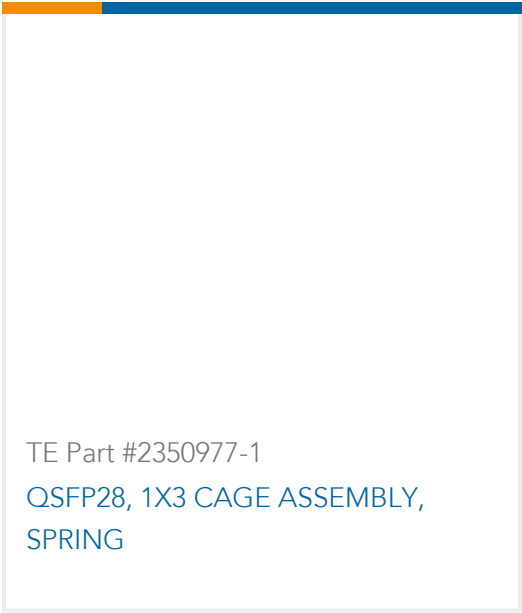 TE Part #2350977-1
QSFP28, 1X3 CAGE ASSEMBLY,
SPRING